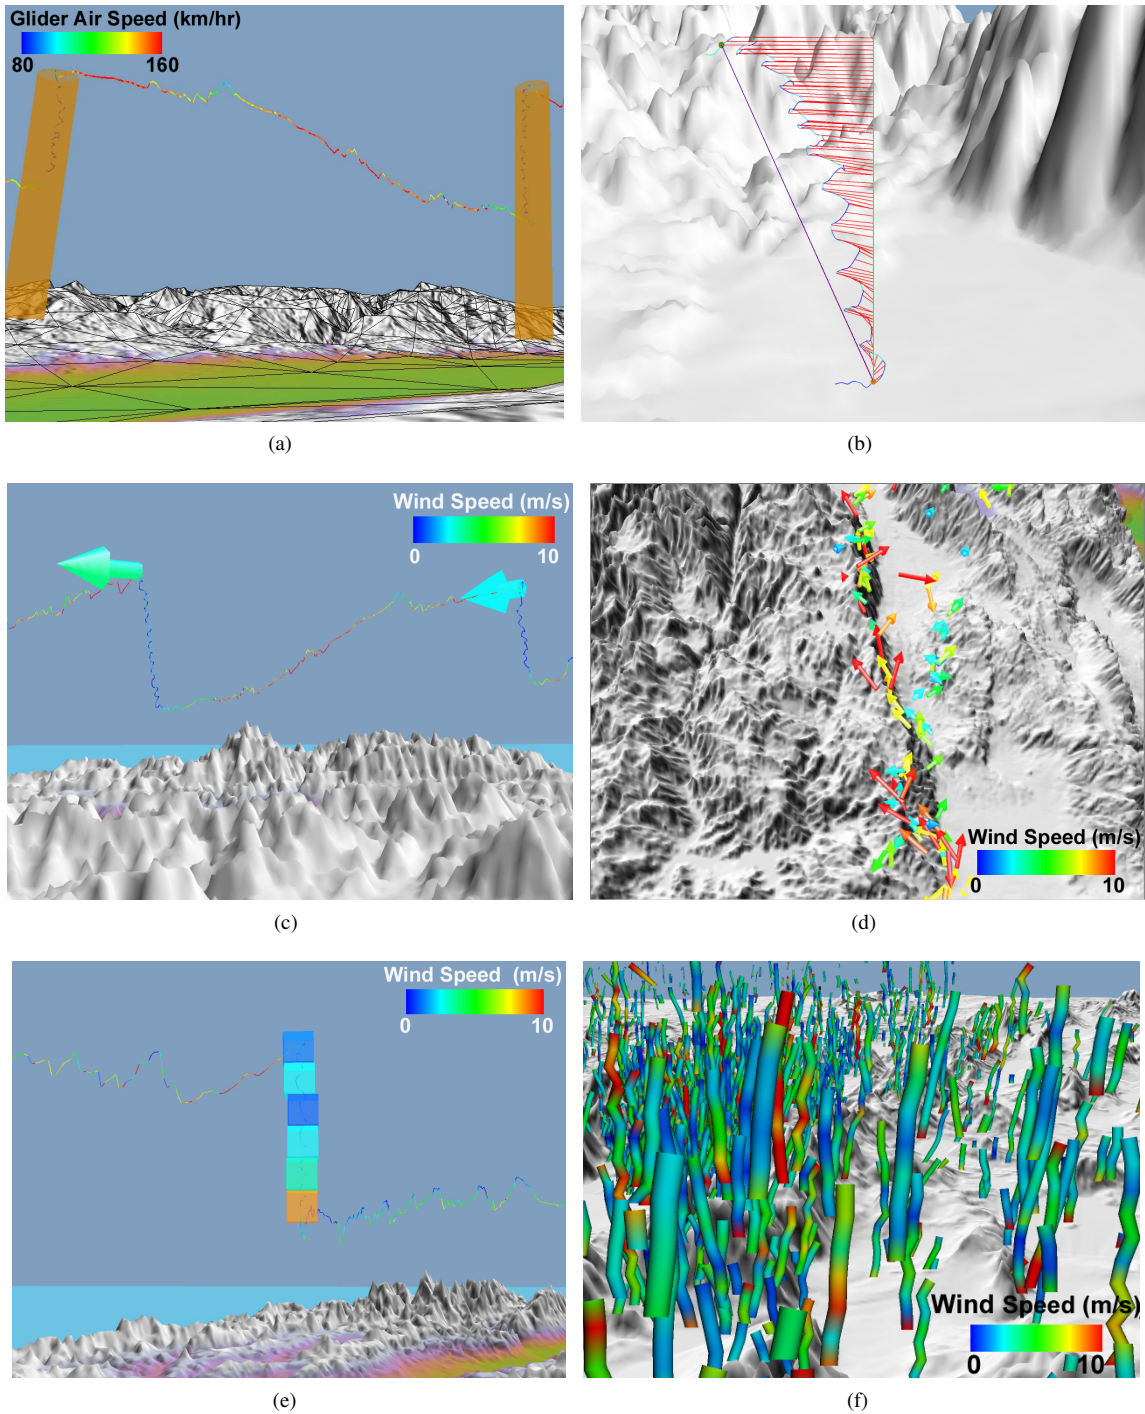 Glider Air Speed (km/hr)
80 160
(a)
(b)
Wind Speed (m/s)
0 10
(c)
Wind Speed (m/s)
0 10
(d)
Wind Speed (m/s)
0 10
(e)
Wind Speed (m/s)
0 10
(f)